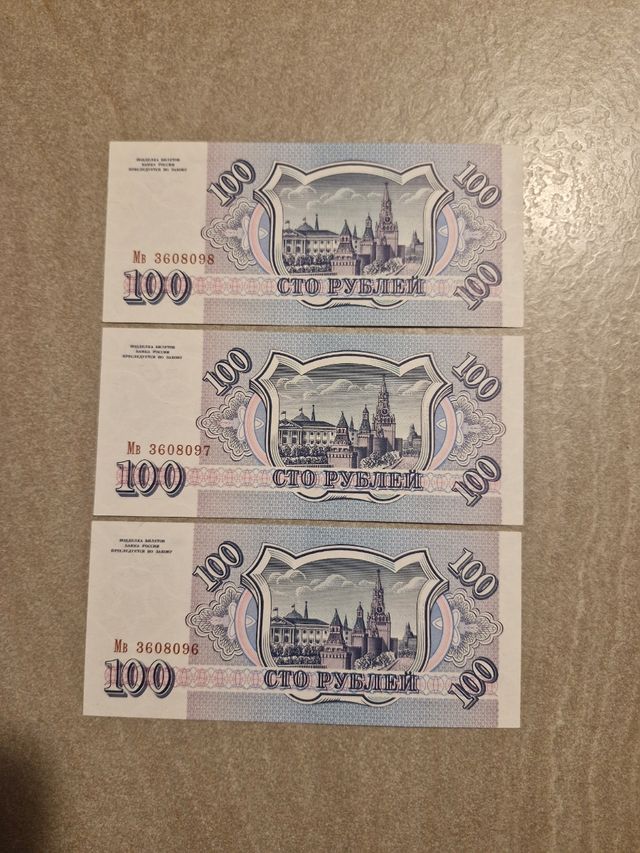 ПОДДЕЛКА БИЛЕТОВ
БАНКА РОССИИ
ПРЕСЛЕДУЕТСЯ ПО ЗАКОНУ
100
100
Мв 3608098
100
СТО РУБЛЕЙ
100
ПОДДЕЛКА БИЛЕТОВ
БАНКА РОССИИ
ПРЕСЛЕДУЕТСЯ ПО ЗАКОНУ
100
100
Мв 3608097
100
СТО РУБЛЕЙ
100
ПОДДЕЛКА БИЛЕТОВ
БАНКА РОССИИ
ПРЕСЛЕДУЕТСЯ ПО ЗАКОНУ
100
100
Мв 3608096
100
СТО РУБЛЕЙ
100